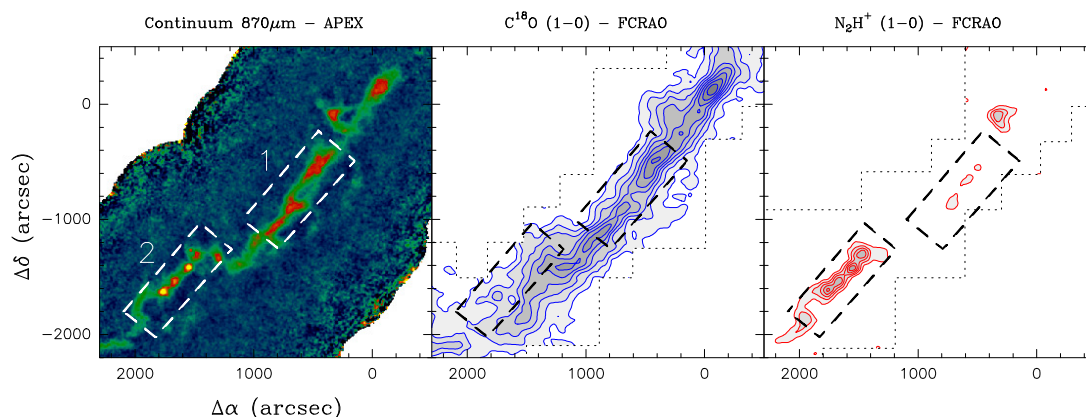 Continuum 870μm – APEX
C¹⁸O (1–0) – FCRAO
N₂H⁺ (1–0) – FCRAO
0
−1000
−2000
Δδ (arcsec)
1
2
2000 1000 0
2000 1000 0
2000 1000 0
Δα (arcsec)